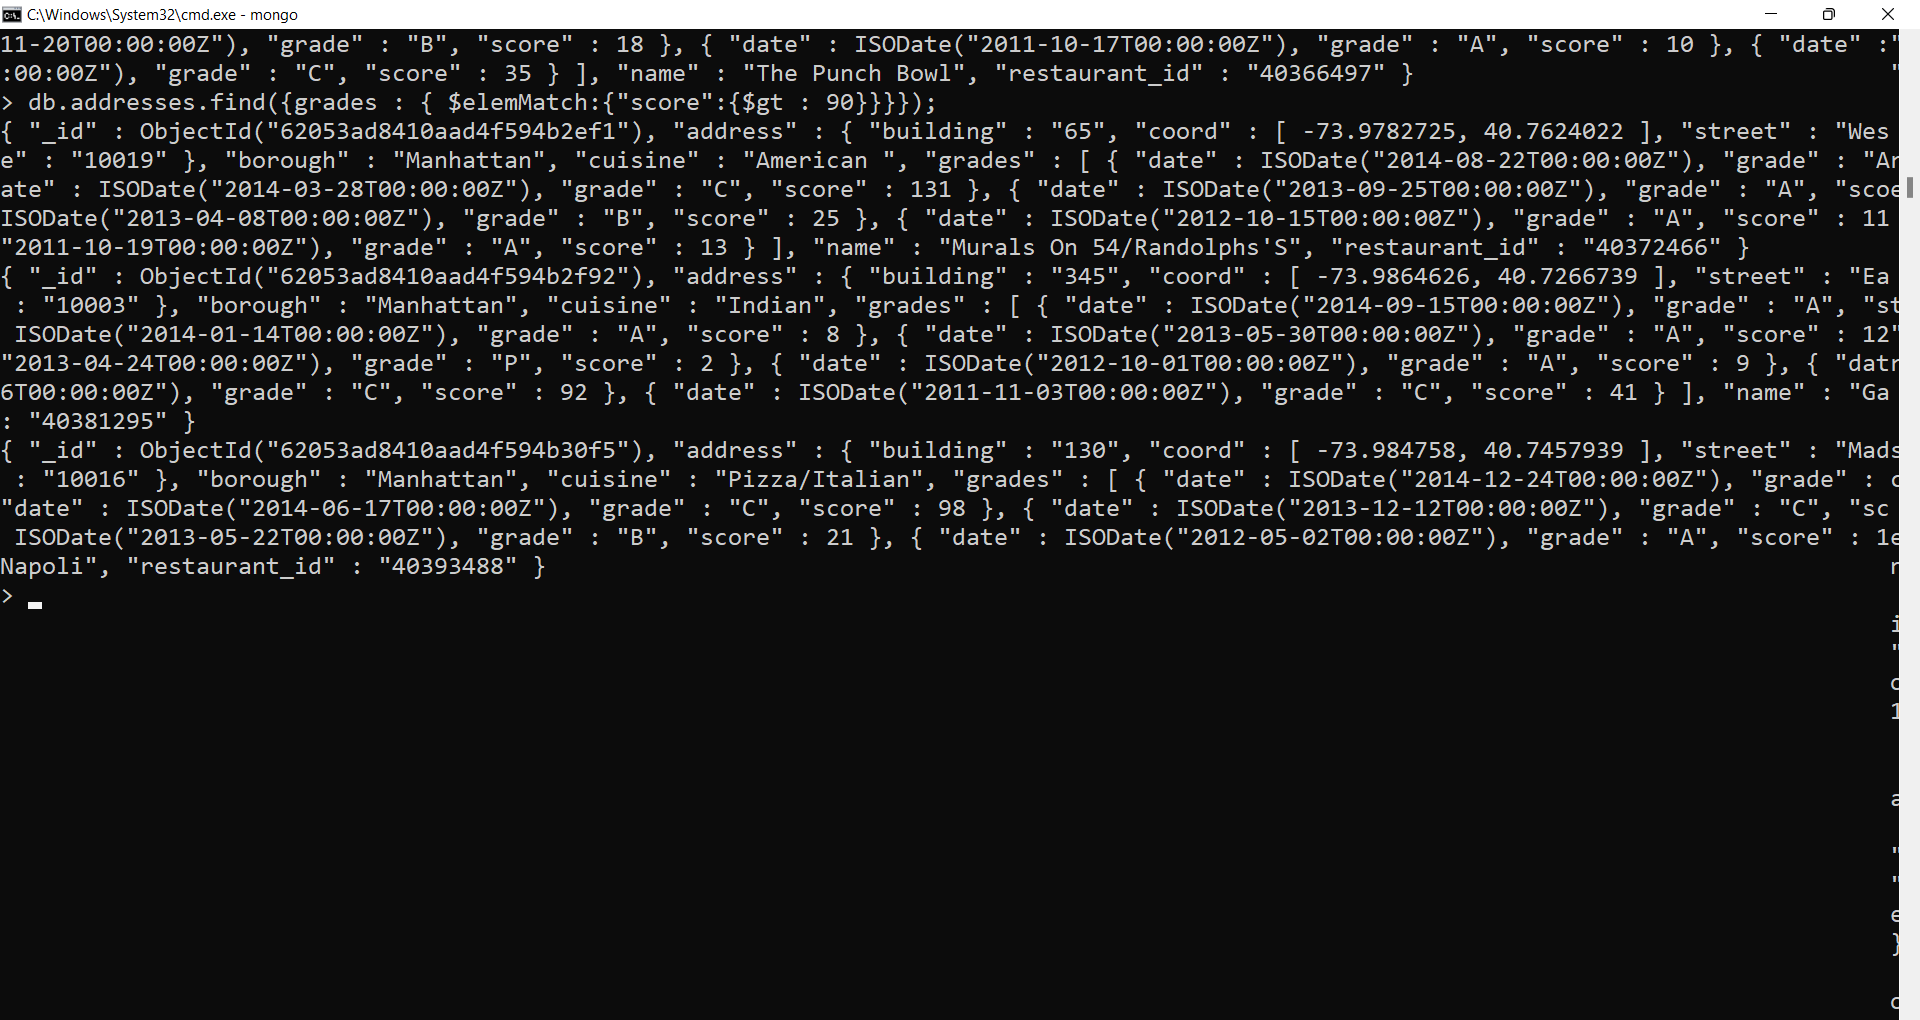 C:\Windows\System32\cmd.exe - mongo
11-20T00:00:00Z"), "grade" : "B", "score" : 18 }, { "date" : ISODate("2011-10-17T00:00:00Z"), "grade" : "A", "score" : 10 }, { "date" :"
:00:00Z"), "grade" : "C", "score" : 35 } ], "name" : "The Punch Bowl", "restaurant_id" : "40366497" } "
> db.addresses.find({grades : { $elemMatch:{"score":{$gt : 90}}}});
{ "_id" : ObjectId("62053ad8410aad4f594b2ef1"), "address" : { "building" : "65", "coord" : [ -73.9782725, 40.7624022 ], "street" : "Wes
e" : "10019" }, "borough" : "Manhattan", "cuisine" : "American ", "grades" : [ { "date" : ISODate("2014-08-22T00:00:00Z"), "grade" : "Ar
ate" : ISODate("2014-03-28T00:00:00Z"), "grade" : "C", "score" : 131 }, { "date" : ISODate("2013-09-25T00:00:00Z"), "grade" : "A", "scoe
ISODate("2013-04-08T00:00:00Z"), "grade" : "B", "score" : 25 }, { "date" : ISODate("2012-10-15T00:00:00Z"), "grade" : "A", "score" : 11
"2011-10-19T00:00:00Z"), "grade" : "A", "score" : 13 } ], "name" : "Murals On 54/Randolphs'S", "restaurant_id" : "40372466" }
{ "_id" : ObjectId("62053ad8410aad4f594b2f92"), "address" : { "building" : "345", "coord" : [ -73.9864626, 40.7266739 ], "street" : "Ea
: "10003" }, "borough" : "Manhattan", "cuisine" : "Indian", "grades" : [ { "date" : ISODate("2014-09-15T00:00:00Z"), "grade" : "A", "st
ISODate("2014-01-14T00:00:00Z"), "grade" : "A", "score" : 8 }, { "date" : ISODate("2013-05-30T00:00:00Z"), "grade" : "A", "score" : 12"
"2013-04-24T00:00:00Z"), "grade" : "P", "score" : 2 }, { "date" : ISODate("2012-10-01T00:00:00Z"), "grade" : "A", "score" : 9 }, { "datr
6T00:00:00Z"), "grade" : "C", "score" : 92 }, { "date" : ISODate("2011-11-03T00:00:00Z"), "grade" : "C", "score" : 41 } ], "name" : "Ga
: "40381295" }
{ "_id" : ObjectId("62053ad8410aad4f594b30f5"), "address" : { "building" : "130", "coord" : [ -73.984758, 40.7457939 ], "street" : "Mads
: "10016" }, "borough" : "Manhattan", "cuisine" : "Pizza/Italian", "grades" : [ { "date" : ISODate("2014-12-24T00:00:00Z"), "grade" : c
"date" : ISODate("2014-06-17T00:00:00Z"), "grade" : "C", "score" : 98 }, { "date" : ISODate("2013-12-12T00:00:00Z"), "grade" : "C", "sc
ISODate("2013-05-22T00:00:00Z"), "grade" : "B", "score" : 21 }, { "date" : ISODate("2012-05-02T00:00:00Z"), "grade" : "A", "score" : 1e
Napoli", "restaurant_id" : "40393488" } r
>
i
"
c
1
a
"
"
e
}
c